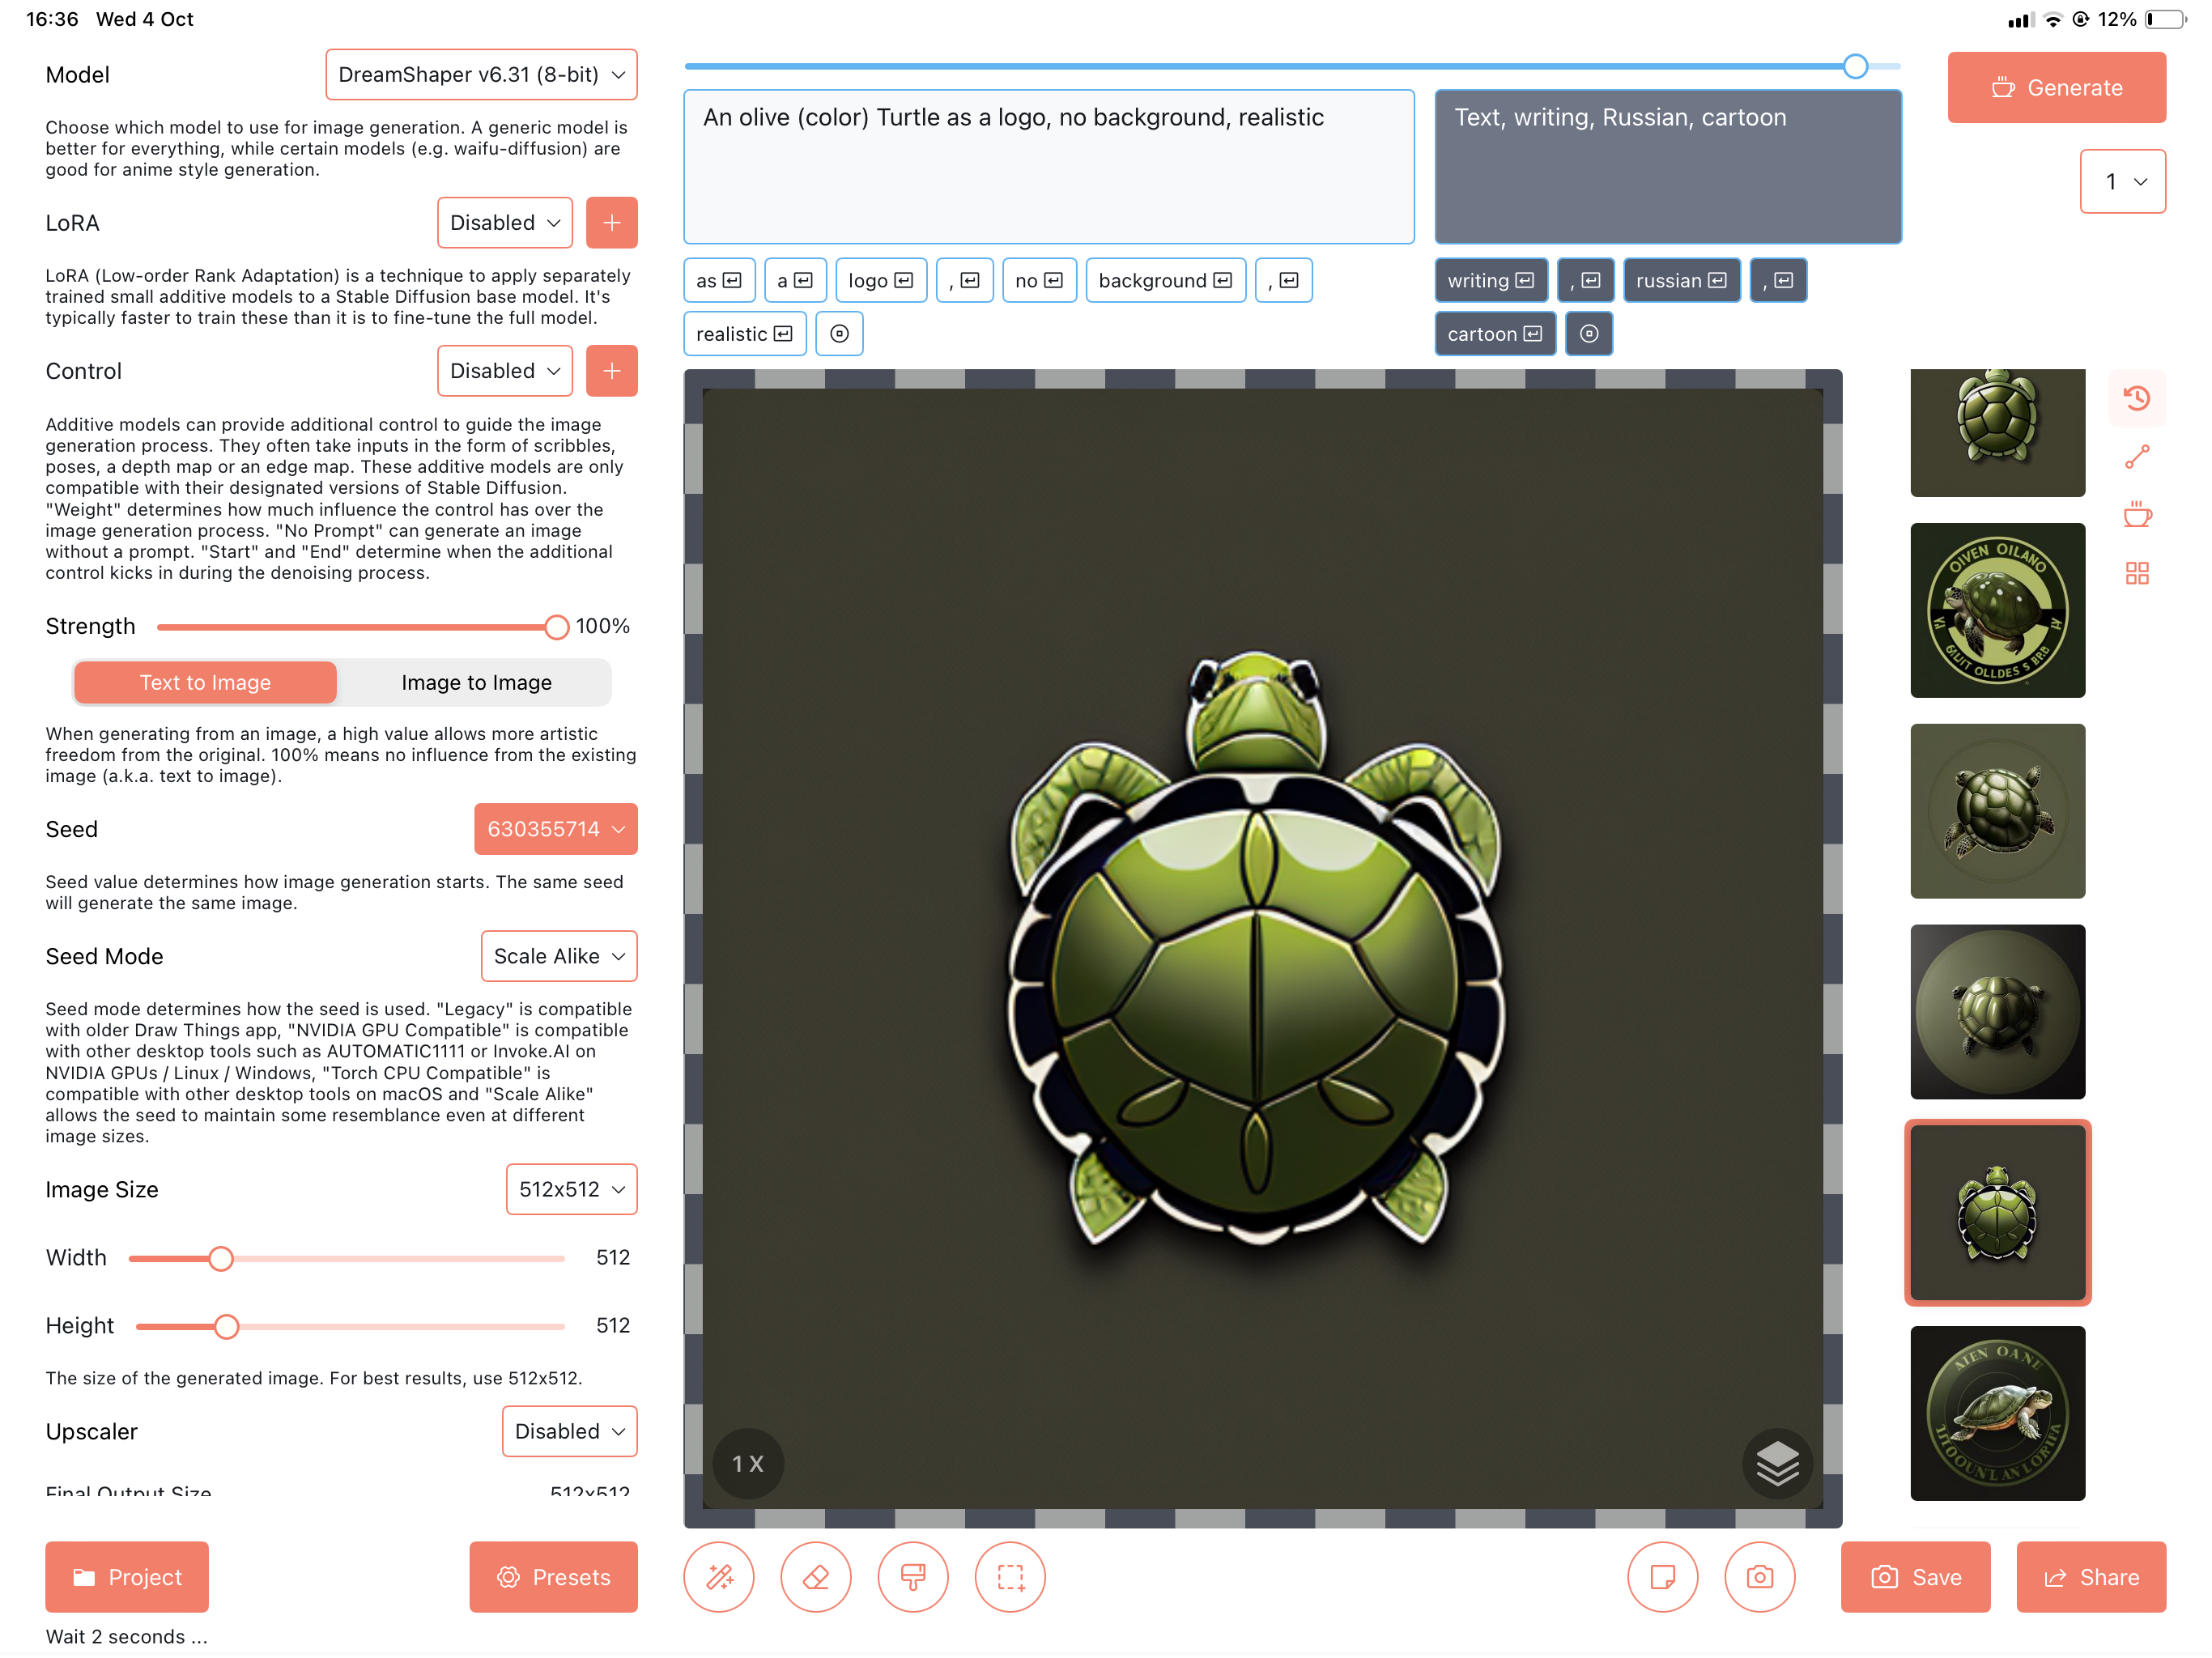 16:36 Wed 4 Oct
12%
Model
DreamShaper v6.31 (8-bit)
Choose which model to use for image generation. A generic model is
better for everything, while certain models (e.g. waifu-diffusion) are
good for anime style generation.
LoRA
Disabled
LoRA (Low-order Rank Adaptation) is a technique to apply separately
trained small additive models to a Stable Diffusion base model. It's
typically faster to train these than it is to fine-tune the full model.
Control
Disabled
Additive models can provide additional control to guide the image
generation process. They often take inputs in the form of scribbles,
poses, a depth map or an edge map. These additive models are only
compatible with their designated versions of Stable Diffusion.
"Weight" determines how much influence the control has over the
image generation process. "No Prompt" can generate an image
without a prompt. "Start" and "End" determine when the additional
control kicks in during the denoising process.
Strength
100%
Text to Image
Image to Image
When generating from an image, a high value allows more artistic
freedom from the original. 100% means no influence from the existing
image (a.k.a. text to image).
Seed
630355714
Seed value determines how image generation starts. The same seed
will generate the same image.
Seed Mode
Scale Alike
Seed mode determines how the seed is used. "Legacy" is compatible
with older Draw Things app, "NVIDIA GPU Compatible" is compatible
with other desktop tools such as AUTOMATIC1111 or Invoke.AI on
NVIDIA GPUs / Linux / Windows, "Torch CPU Compatible" is
compatible with other desktop tools on macOS and "Scale Alike"
allows the seed to maintain some resemblance even at different
image sizes.
Image Size
512x512
Width
512
Height
512
The size of the generated image. For best results, use 512x512.
Upscaler
Disabled
Final Output Size
512x512
Project
Presets
Wait 2 seconds ...
An olive (color) Turtle as a logo, no background, realistic
as a logo , no background ,
realistic
Text, writing, Russian, cartoon
writing , russian ,
cartoon
Generate
1
OIVEN OILANO
AIEN OANE
1 X
Save
Share